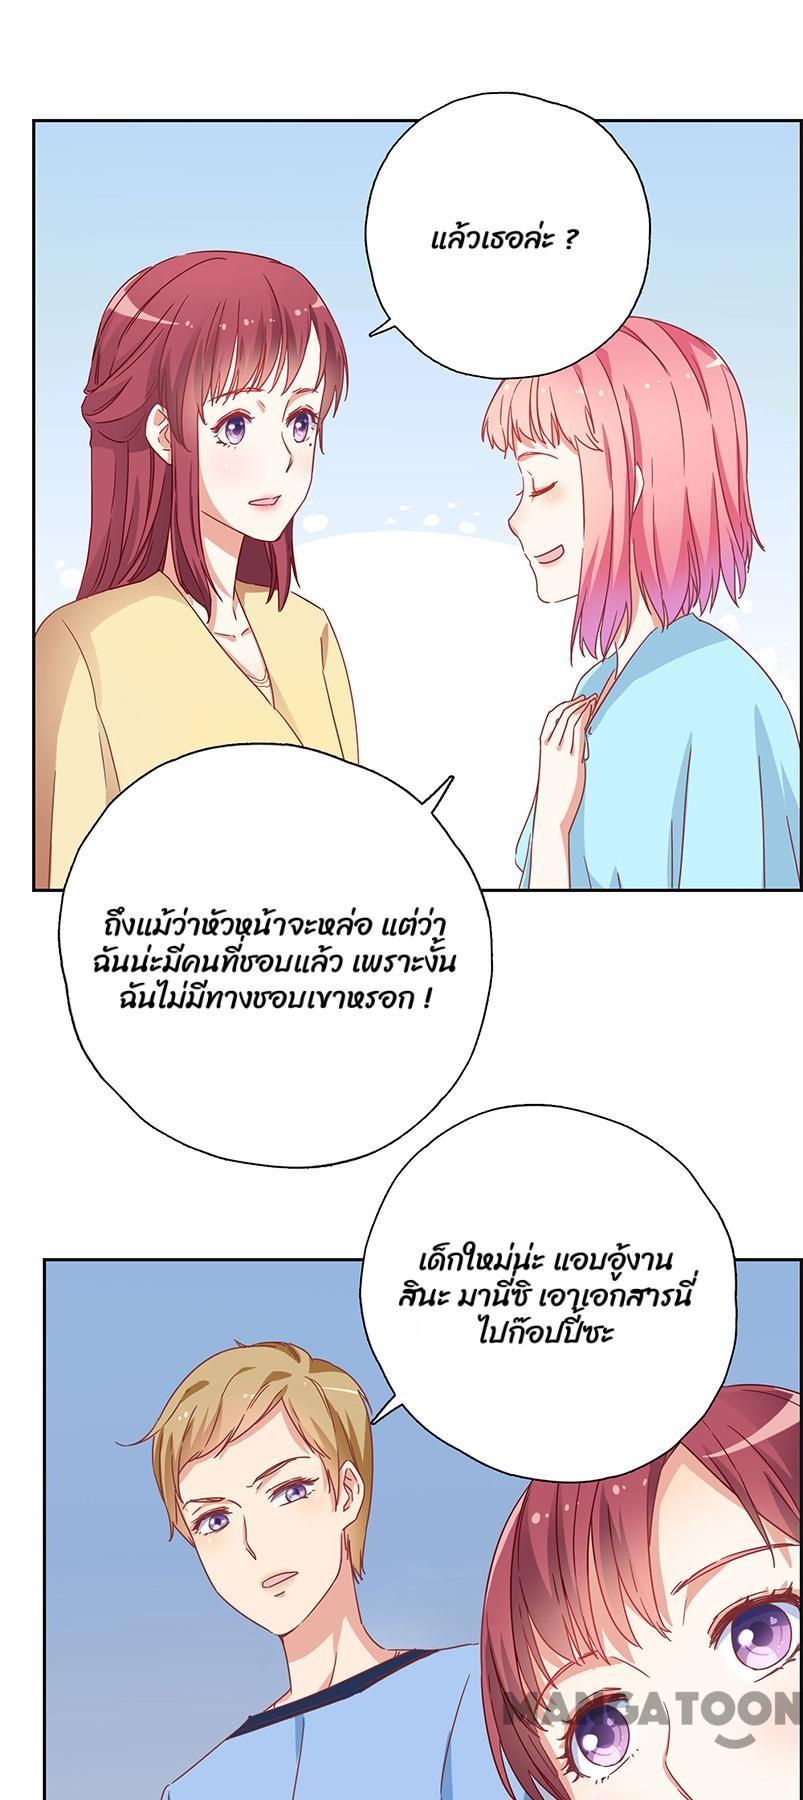 แล้วเธอล่ะ ?
ถึงแม้ว่าหัวหน้าจะหล่อ แต่ว่า
ฉันน่ะมีคนที่ชอบแล้ว เพราะงั้น
ฉันไม่มีทางชอบเขาหรอก !
เด็กใหม่น่ะ แอบอู้งาน
สินะ มานี่ซิ เอาเอกสารนี่
ไปก๊อปปี้ซะ
MANGATOON